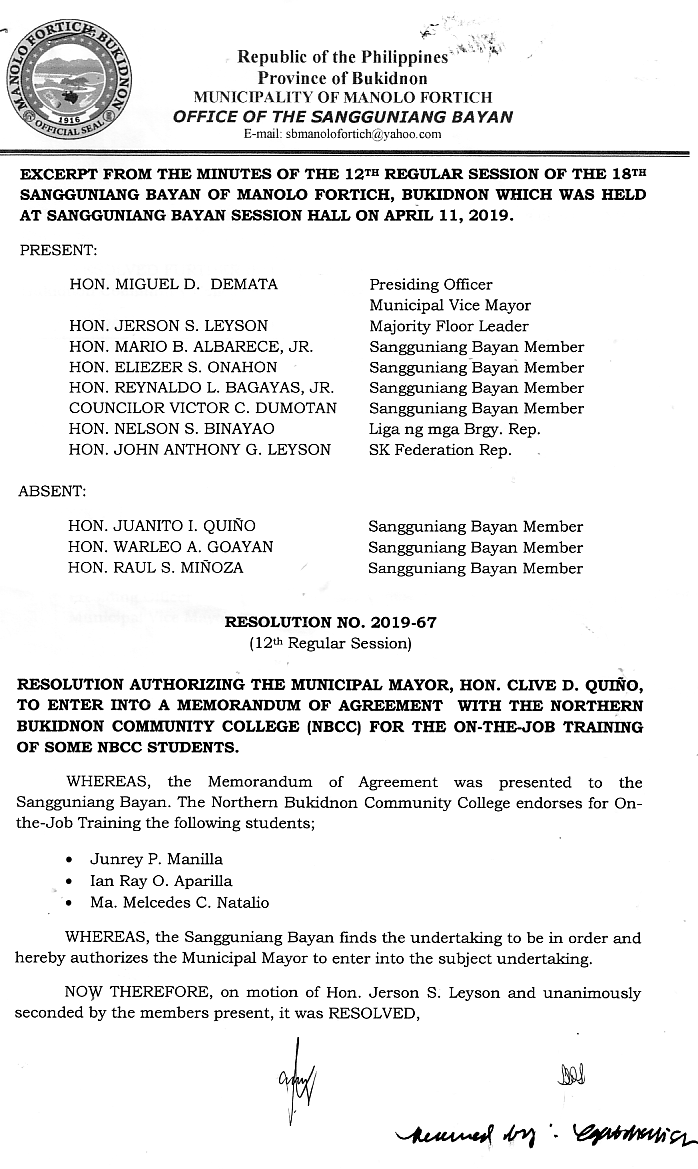 MANOLO FORTICH, BUKIDNON
1916
OFFICIAL SEAL
Republic of the Philippines
Province of Bukidnon
MUNICIPALITY OF MANOLO FORTICH
OFFICE OF THE SANGGUNIANG BAYAN
E-mail: sbmanolofortich@yahoo.com
EXCERPT FROM THE MINUTES OF THE 12TH REGULAR SESSION OF THE 18TH
SANGGUNIANG BAYAN OF MANOLO FORTICH, BUKIDNON WHICH WAS HELD
AT SANGGUNIANG BAYAN SESSION HALL ON APRIL 11, 2019.
PRESENT:
HON. MIGUEL D. DEMATA Presiding Officer
Municipal Vice Mayor
HON. JERSON S. LEYSON Majority Floor Leader
HON. MARIO B. ALBARECE, JR. Sangguniang Bayan Member
HON. ELIEZER S. ONAHON Sangguniang Bayan Member
HON. REYNALDO L. BAGAYAS, JR. Sangguniang Bayan Member
COUNCILOR VICTOR C. DUMOTAN Sangguniang Bayan Member
HON. NELSON S. BINAYAO Liga ng mga Brgy. Rep.
HON. JOHN ANTHONY G. LEYSON SK Federation Rep.
ABSENT:
HON. JUANITO I. QUIÑO Sangguniang Bayan Member
HON. WARLEO A. GOAYAN Sangguniang Bayan Member
HON. RAUL S. MIÑOZA Sangguniang Bayan Member
RESOLUTION NO. 2019-67
(12th Regular Session)
RESOLUTION AUTHORIZING THE MUNICIPAL MAYOR, HON. CLIVE D. QUIÑO,
TO ENTER INTO A MEMORANDUM OF AGREEMENT WITH THE NORTHERN
BUKIDNON COMMUNITY COLLEGE (NBCC) FOR THE ON-THE-JOB TRAINING
OF SOME NBCC STUDENTS.
WHEREAS, the Memorandum of Agreement was presented to the
Sangguniang Bayan. The Northern Bukidnon Community College endorses for On-
the-Job Training the following students;
• Junrey P. Manilla
• Ian Ray O. Aparilla
• Ma. Melcedes C. Natalio
WHEREAS, the Sangguniang Bayan finds the undertaking to be in order and
hereby authorizes the Municipal Mayor to enter into the subject undertaking.
NOW THEREFORE, on motion of Hon. Jerson S. Leyson and unanimously
seconded by the members present, it was RESOLVED,
by :